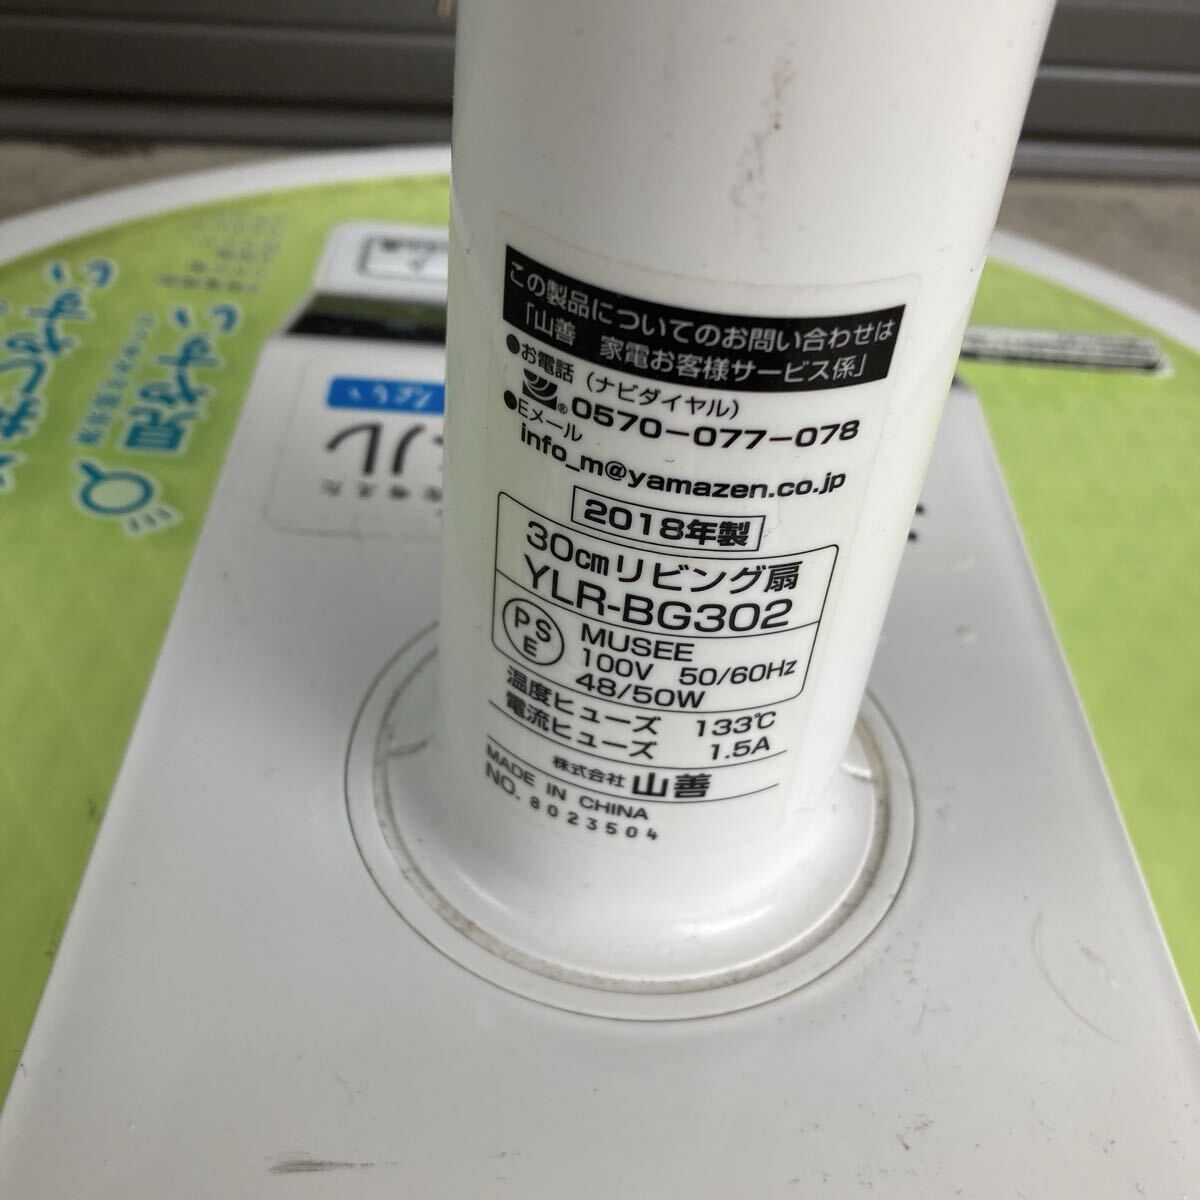 この製品についてのお問い合わせは
「山善　家電お客様サービス係」
●お電話（ナビダイヤル）
® 0570-077-078
●Eメール
info_m@yamazen.co.jp
2018年製
30cmリビング扇
YLR-BG302
PSE
MUSEE
100V 50/60Hz
48/50W
温度ヒューズ 133℃
電流ヒューズ 1.5A
株式会社 山善
MADE IN CHINA
NO. 8023504
見やすい